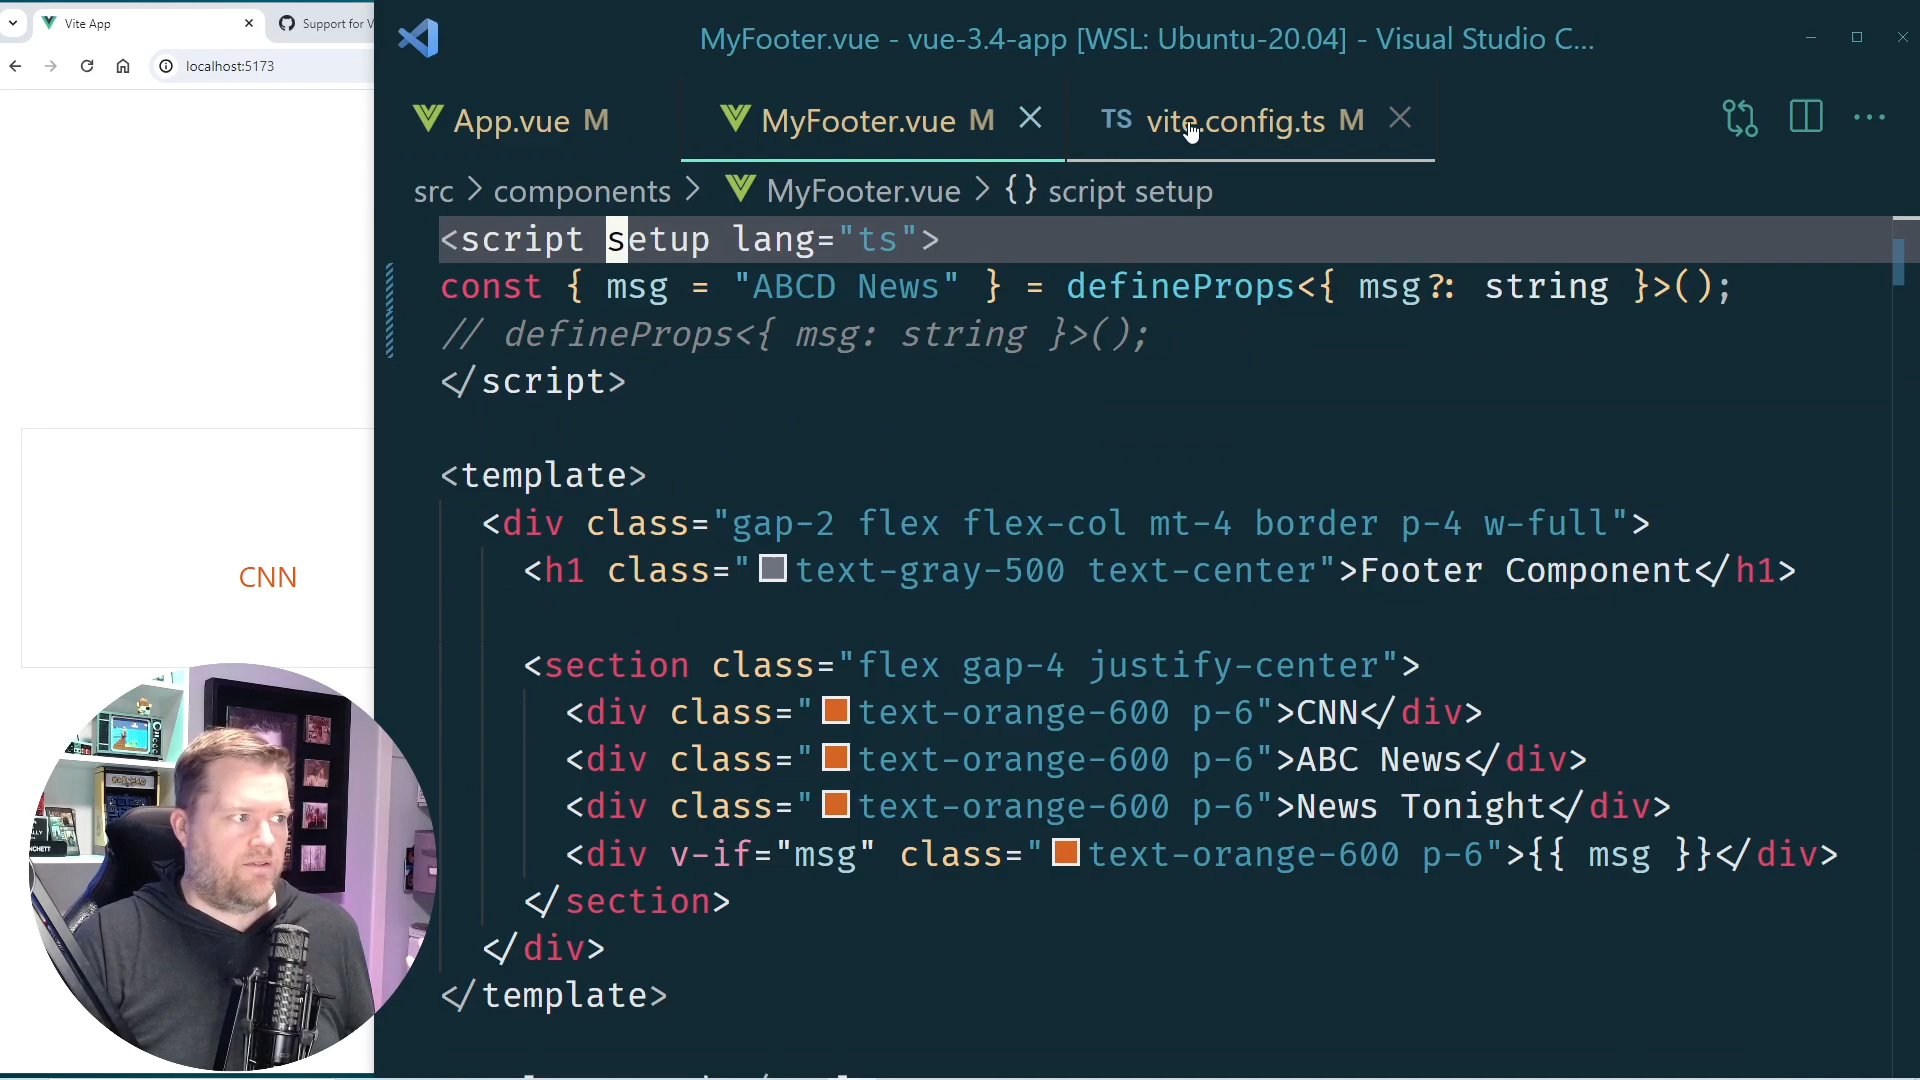 Vite App
Support for V
localhost:5173
MyFooter.vue - vue-3.4-app [WSL: Ubuntu-20.04] - Visual Studio C...
App.vue M
MyFooter.vue M
TS vite.config.ts M
src > components > MyFooter.vue > {} script setup
<script setup lang="ts">
const { msg = "ABCD News" } = defineProps<{ msg?: string }>();
// defineProps<{ msg: string }>();
</script>
<template>
<div class="gap-2 flex flex-col mt-4 border p-4 w-full">
<h1 class="text-gray-500 text-center">Footer Component</h1>
<section class="flex gap-4 justify-center">
<div class="text-orange-600 p-6">CNN</div>
<div class="text-orange-600 p-6">ABC News</div>
<div class="text-orange-600 p-6">News Tonight</div>
<div v-if="msg" class="text-orange-600 p-6">{{ msg }}</div>
</section>
</div>
</template>
CNN